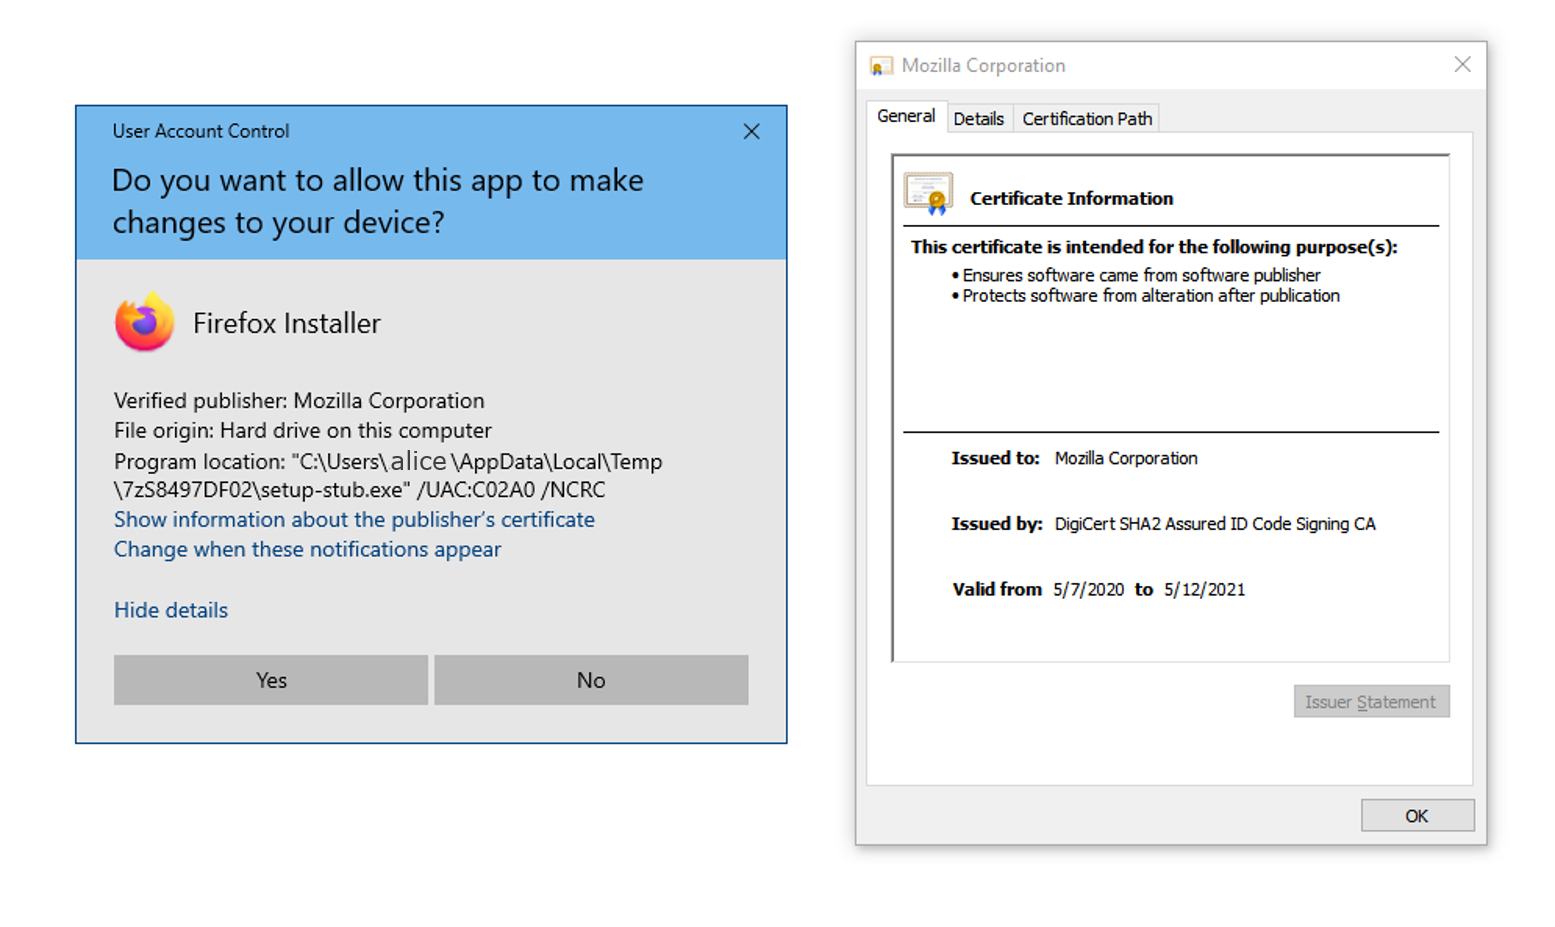 User Account Control
Do you want to allow this app to make
changes to your device?
Firefox Installer
Verified publisher: Mozilla Corporation
File origin: Hard drive on this computer
Program location: "C:\Users\alice\AppData\Local\Temp
\7zS8497DF02\setup-stub.exe" /UAC:C02A0 /NCRC
Show information about the publisher's certificate
Change when these notifications appear
Hide details
Yes No
Mozilla Corporation
General Details Certification Path
Certificate Information
This certificate is intended for the following purpose(s):
• Ensures software came from software publisher
• Protects software from alteration after publication
Issued to: Mozilla Corporation
Issued by: DigiCert SHA2 Assured ID Code Signing CA
Valid from 5/7/2020 to 5/12/2021
Issuer Statement
OK